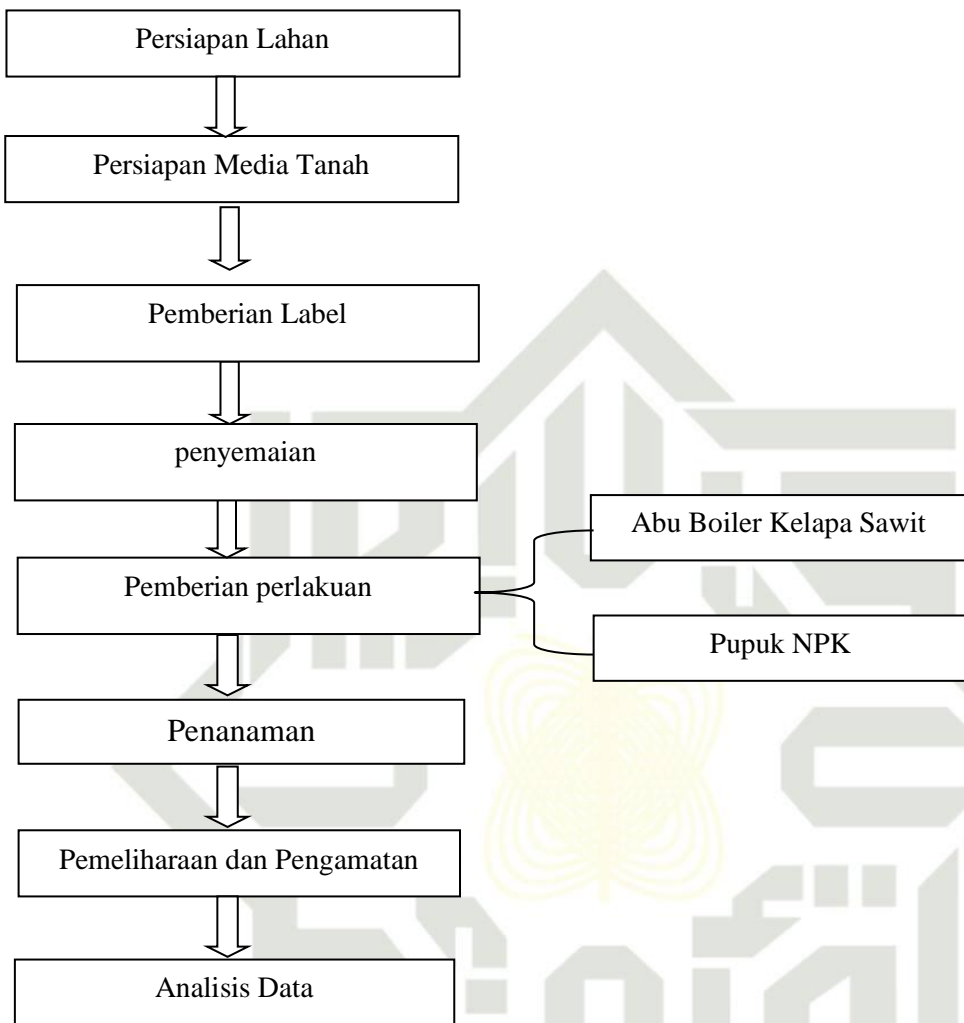 Persiapan Lahan
Persiapan Media Tanah
Pemberian Label
penyemaian
Pemberian perlakuan
Abu Boiler Kelapa Sawit
Pupuk NPK
Penanaman
Pemeliharaan dan Pengamatan
Analisis Data